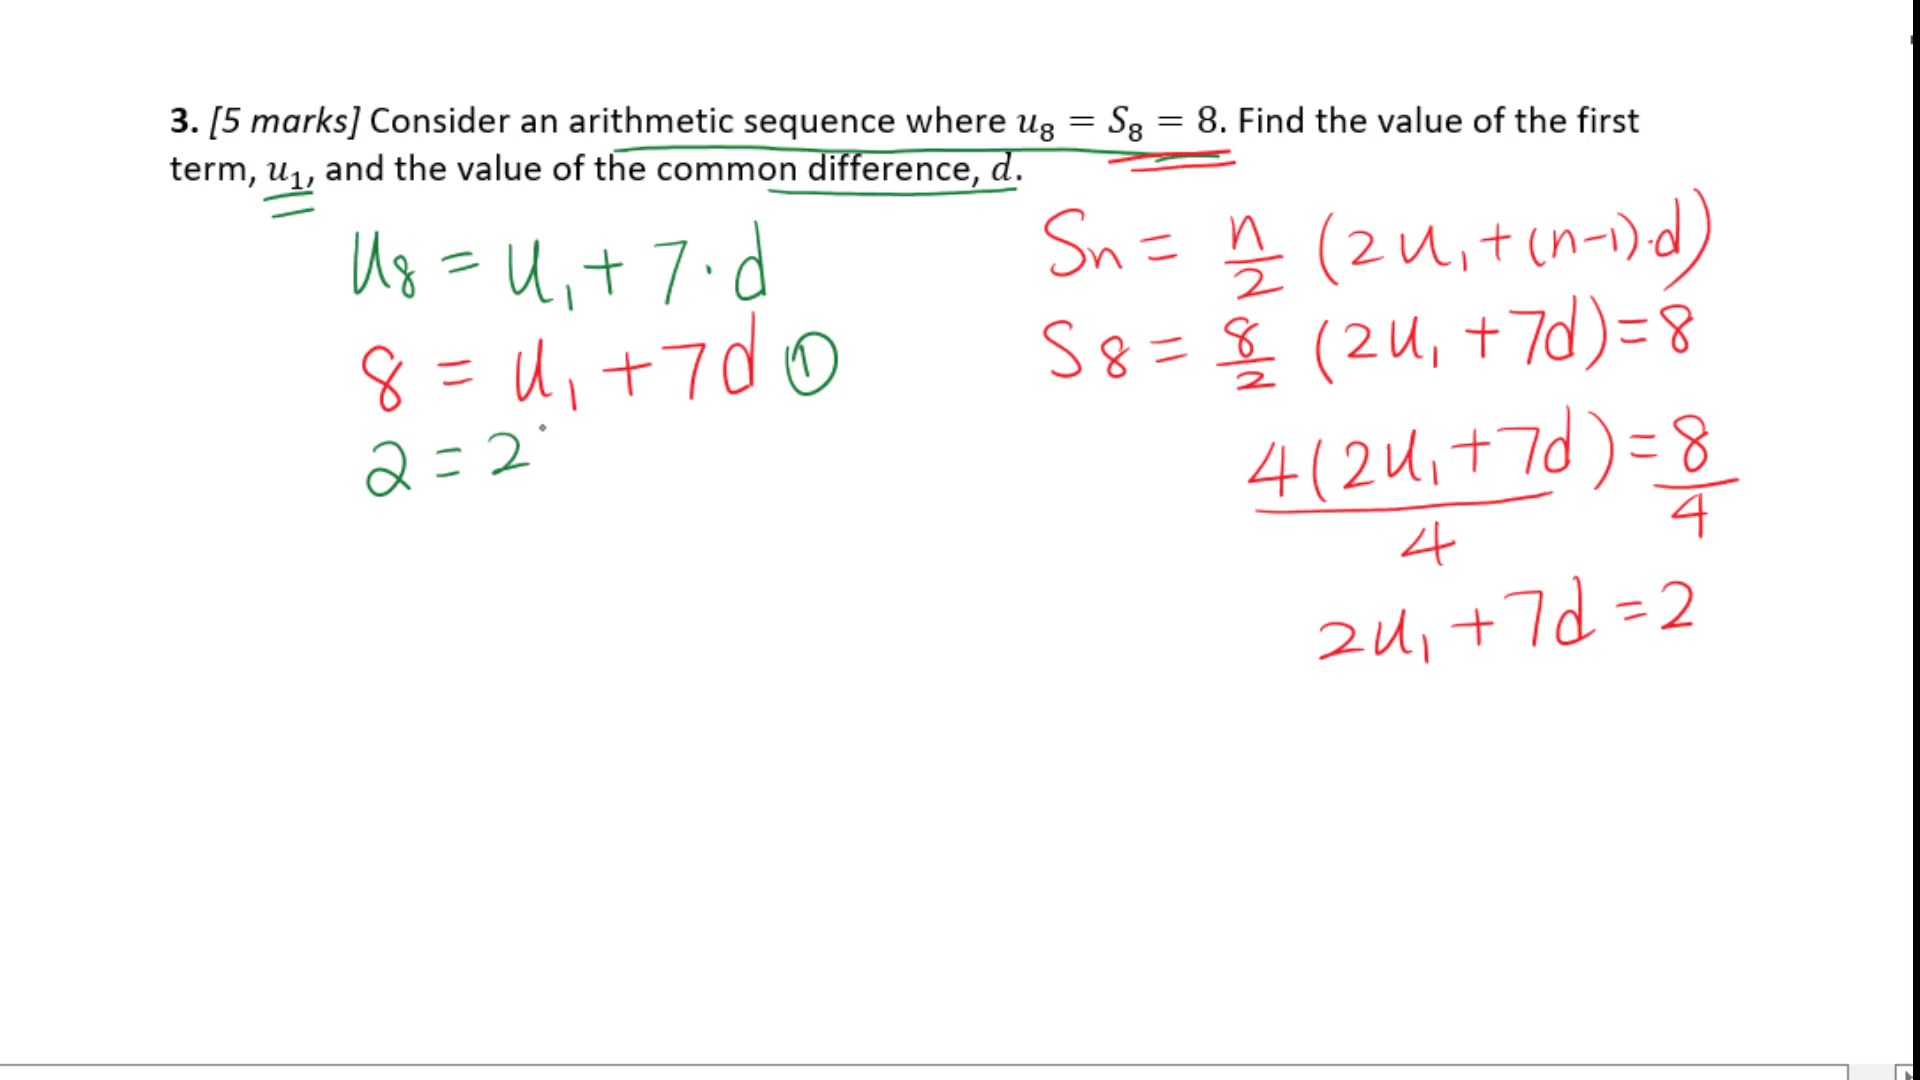 3. [5 marks] Consider an arithmetic sequence where u₈ = S₈ = 8. Find the value of the first
term, u₁, and the value of the common difference, d.
u₈ = u₁ + 7·d
8 = u₁ + 7d ①
2 = 2
Sn = n/2 (2u₁ + (n-1)·d)
S₈ = 8/2 (2u₁ + 7d) = 8
4(2u₁ + 7d)/4 = 8/4
2u₁ + 7d = 2